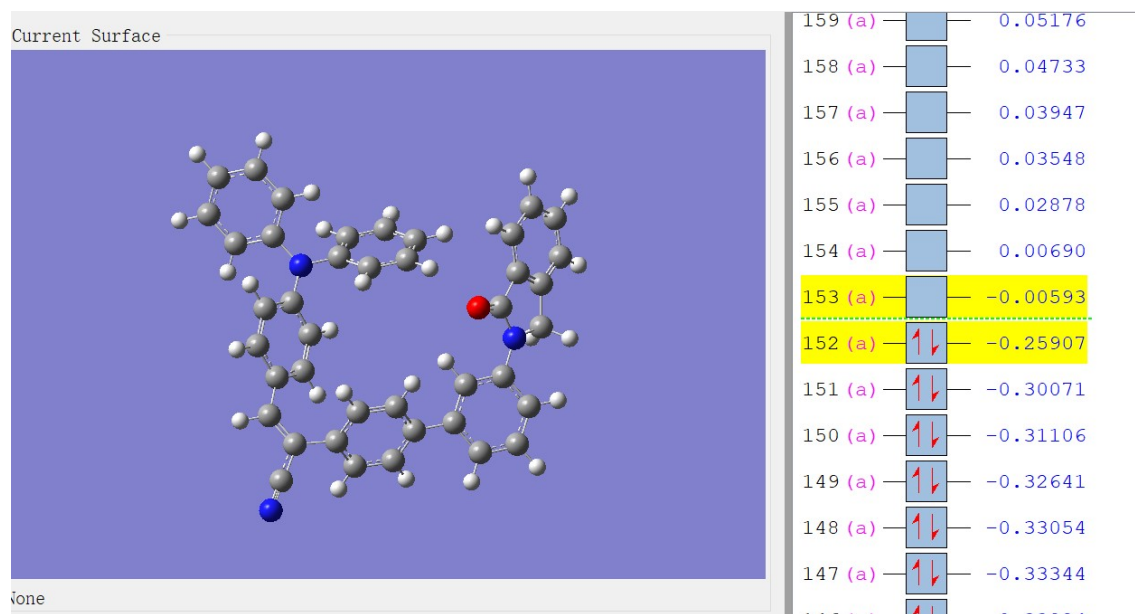 Current Surface
None
159 (a) 0.05176
158 (a) 0.04733
157 (a) 0.03947
156 (a) 0.03548
155 (a) 0.02878
154 (a) 0.00690
153 (a) -0.00593
152 (a) -0.25907
151 (a) -0.30071
150 (a) -0.31106
149 (a) -0.32641
148 (a) -0.33054
147 (a) -0.33344